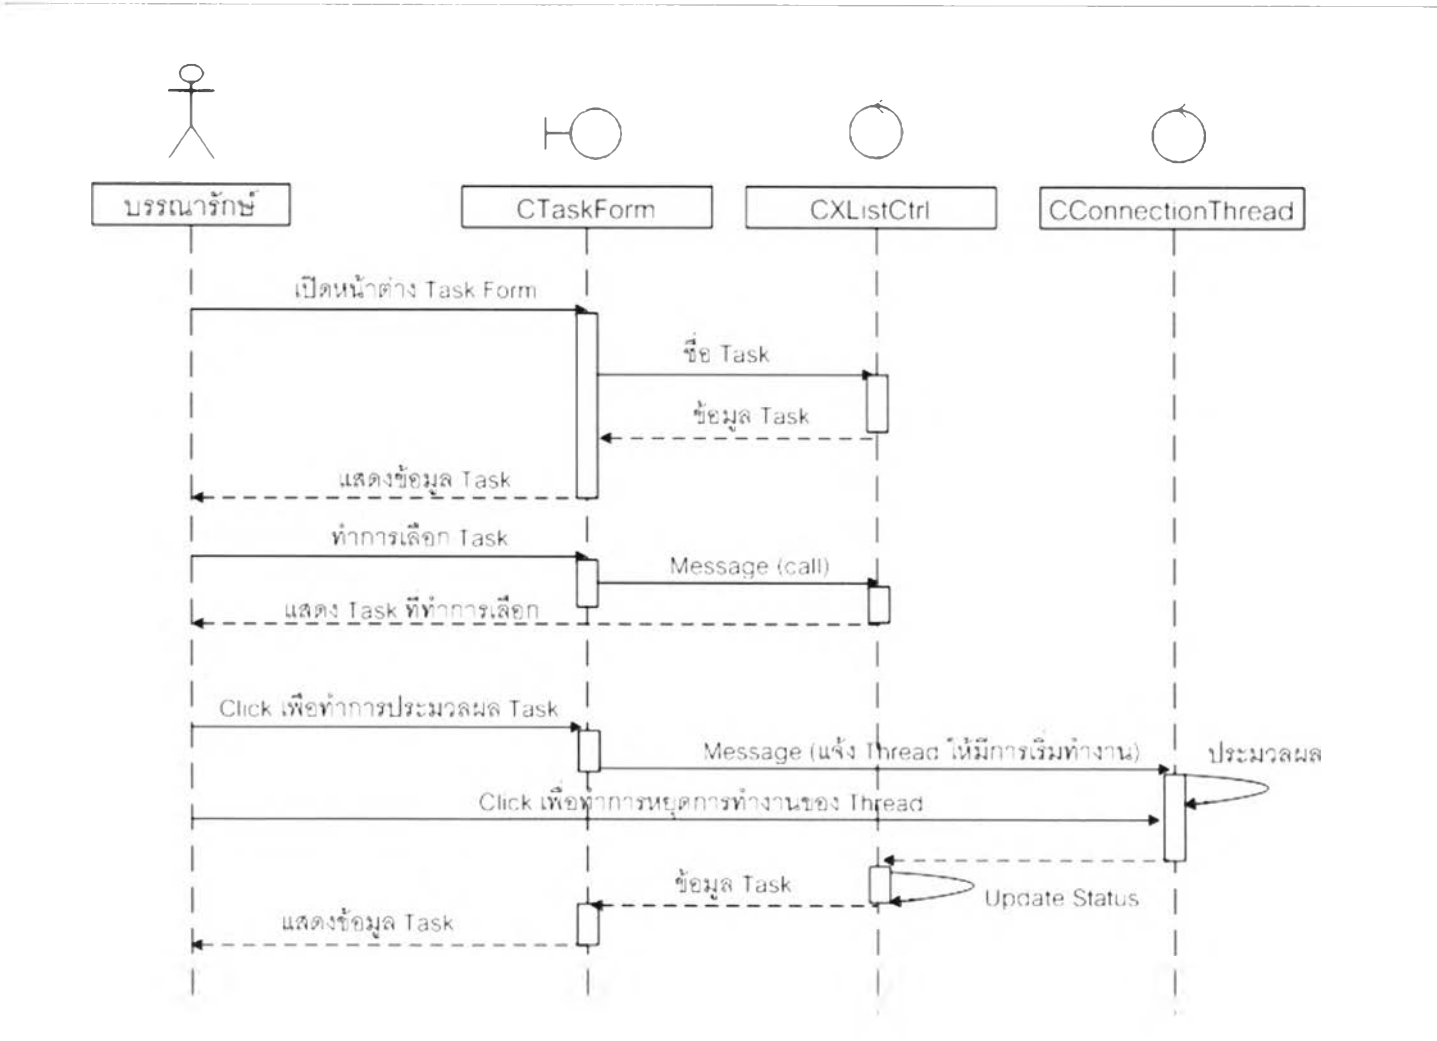 บรรณารักษ์
CTaskForm
CXListCtrl
CConnectionThread
เปิดหน้าต่าง Task Form
ชื่อ Task
ข้อมูล Task
แสดงข้อมูล Task
ทำการเลือก Task
Message (call)
แสดง Task ที่ทำการเลือก
Click เพื่อทำการประมวลผล Task
Message (แจ้ง Thread ให้มีการเริ่มทำงาน)
ประมวลผล
Click เพื่อทำการหยุดการทำงานของ Thread
ข้อมูล Task
Update Status
แสดงข้อมูล Task